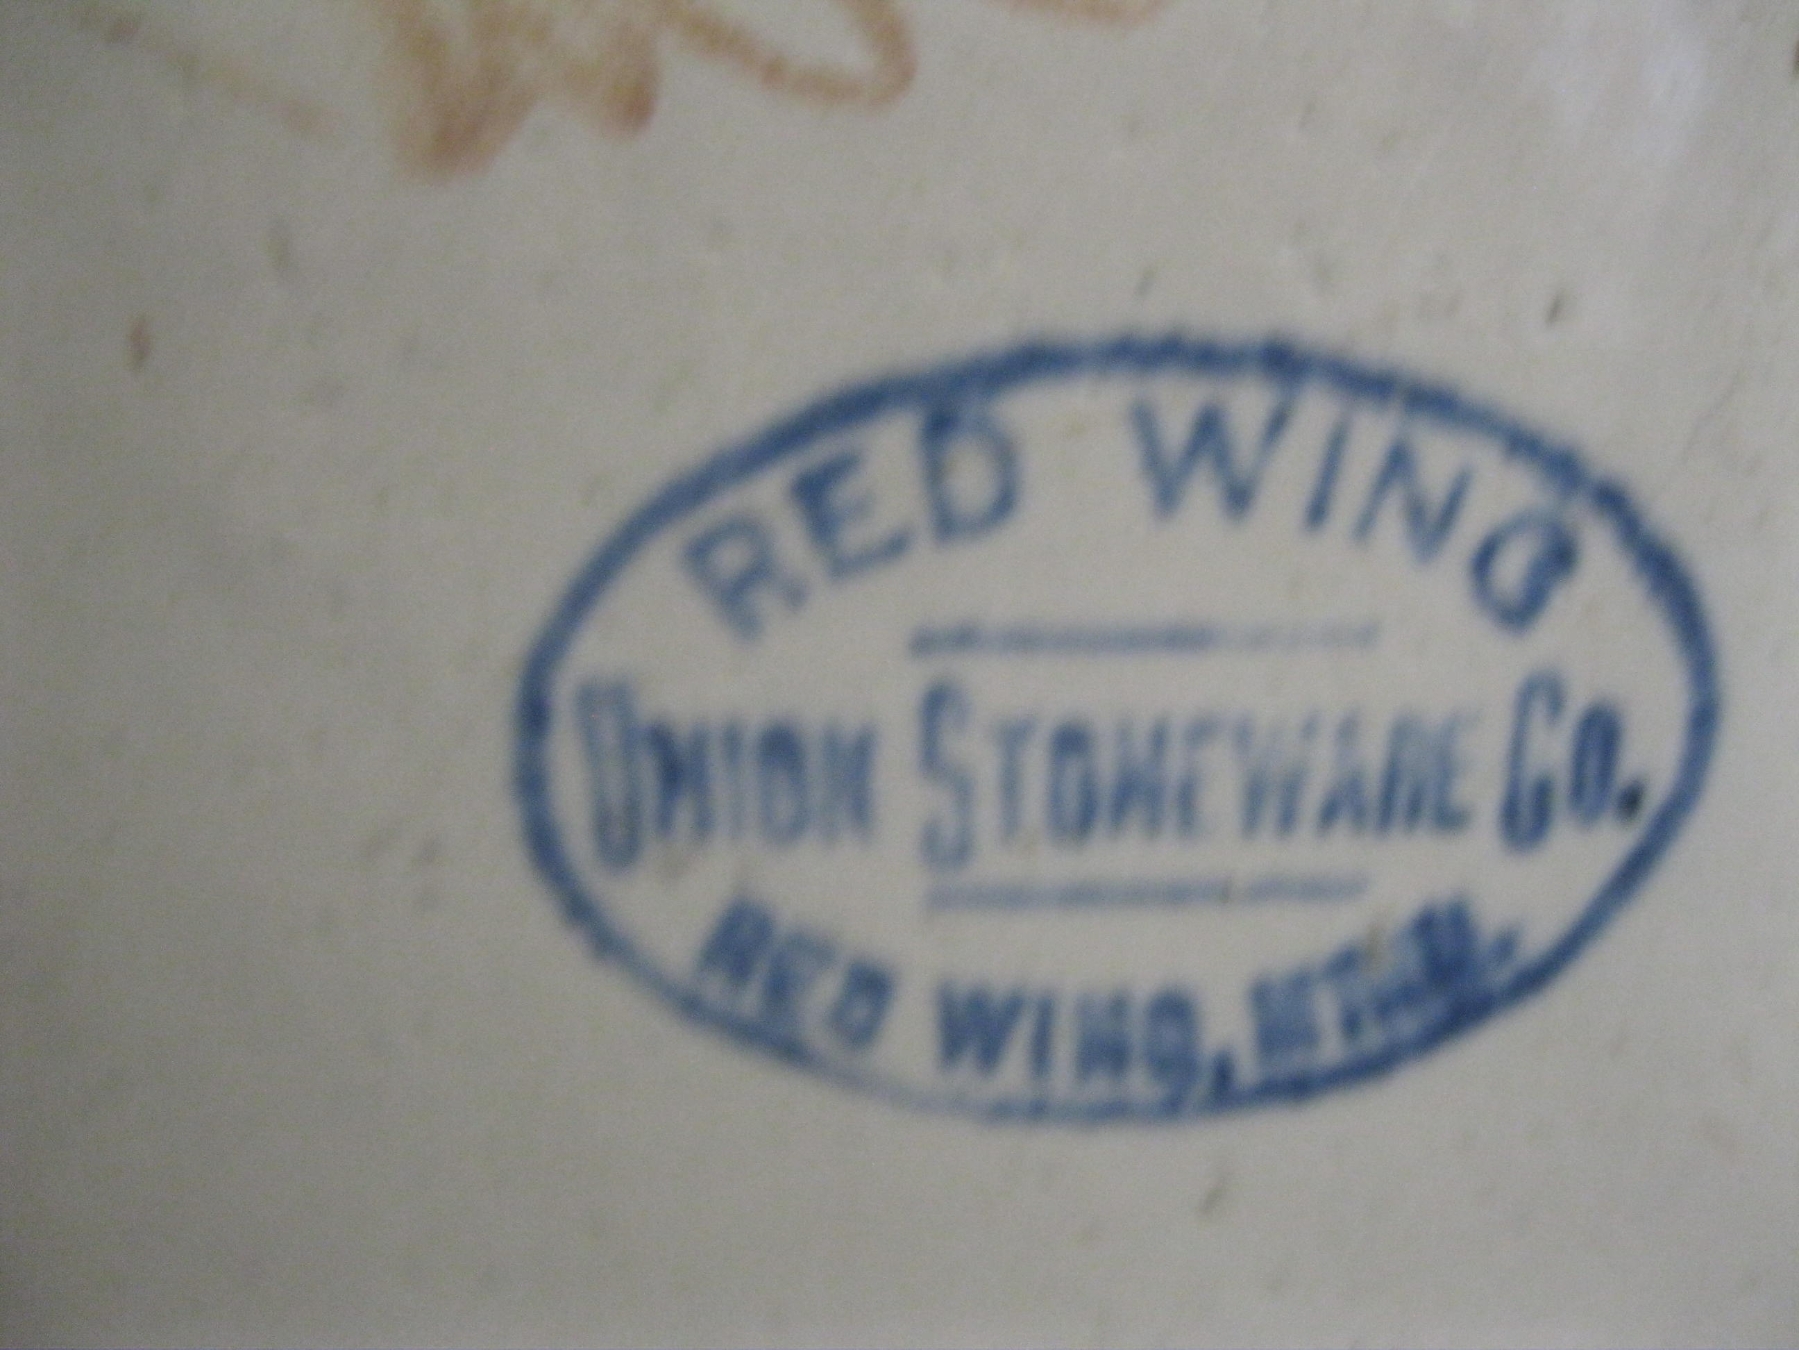 RED WING
UNION STONEWARE CO.
RED WING, MINN.